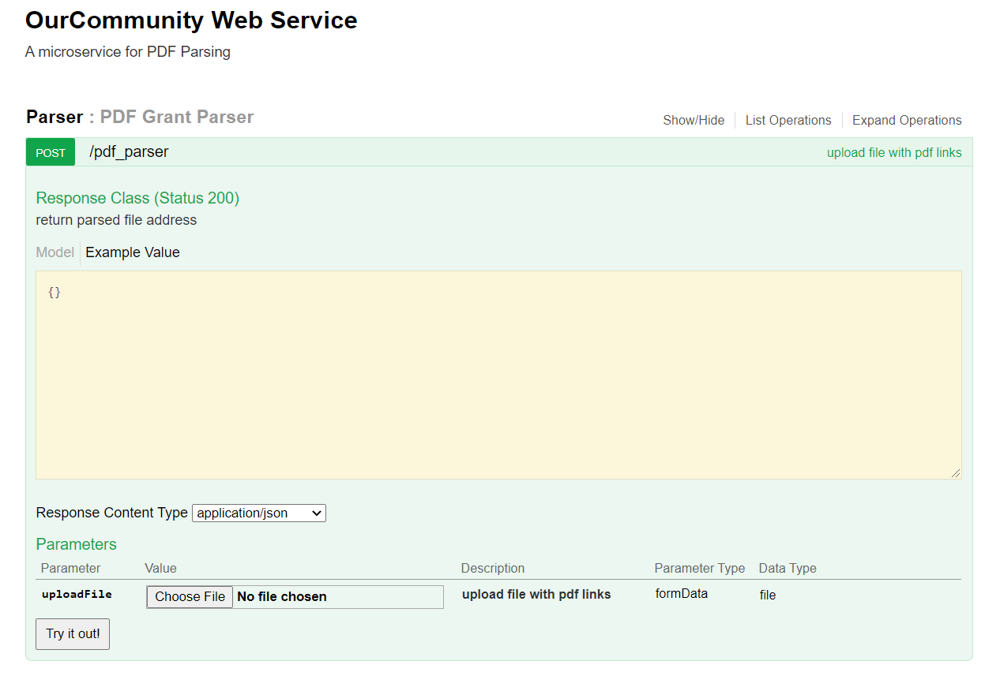 OurCommunity Web Service
A microservice for PDF Parsing
Parser : PDF Grant Parser
Show/Hide List Operations Expand Operations
POST /pdf_parser upload file with pdf links
Response Class (Status 200)
return parsed file address
Model Example Value
{}
Response Content Type application/json
Parameters
Parameter Value Description Parameter Type Data Type
uploadFile Choose File No file chosen upload file with pdf links formData file
Try it out!